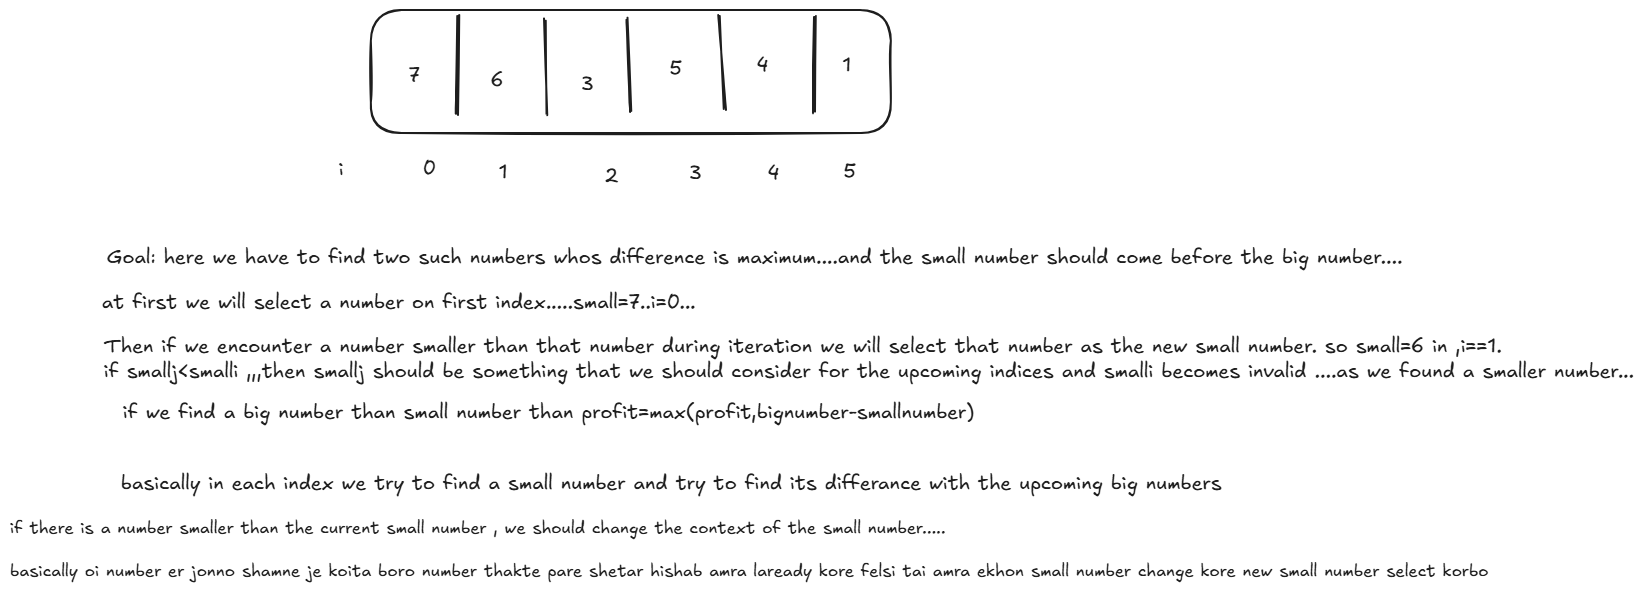 7 6 3 5 4 1
i 0 1 2 3 4 5
Goal: here we have to find two such numbers whos difference is maximum....and the small number should come before the big number....
at first we will select a number on first index.....small=7..i=0...
Then if we encounter a number smaller than that number during iteration we will select that number as the new small number. so small=6 in ,i==1.
if smallj<smalli ,,,then smallj should be something that we should consider for the upcoming indices and smalli becomes invalid ....as we found a smaller number...
if we find a big number than small number than profit=max(profit,bignumber-smallnumber)
basically in each index we try to find a small number and try to find its differance with the upcoming big numbers
if there is a number smaller than the current small number , we should change the context of the small number.....
basically oi number er jonno shamne je koita boro number thakte pare shetar hishab amra laready kore felsi tai amra ekhon small number change kore new small number select korbo